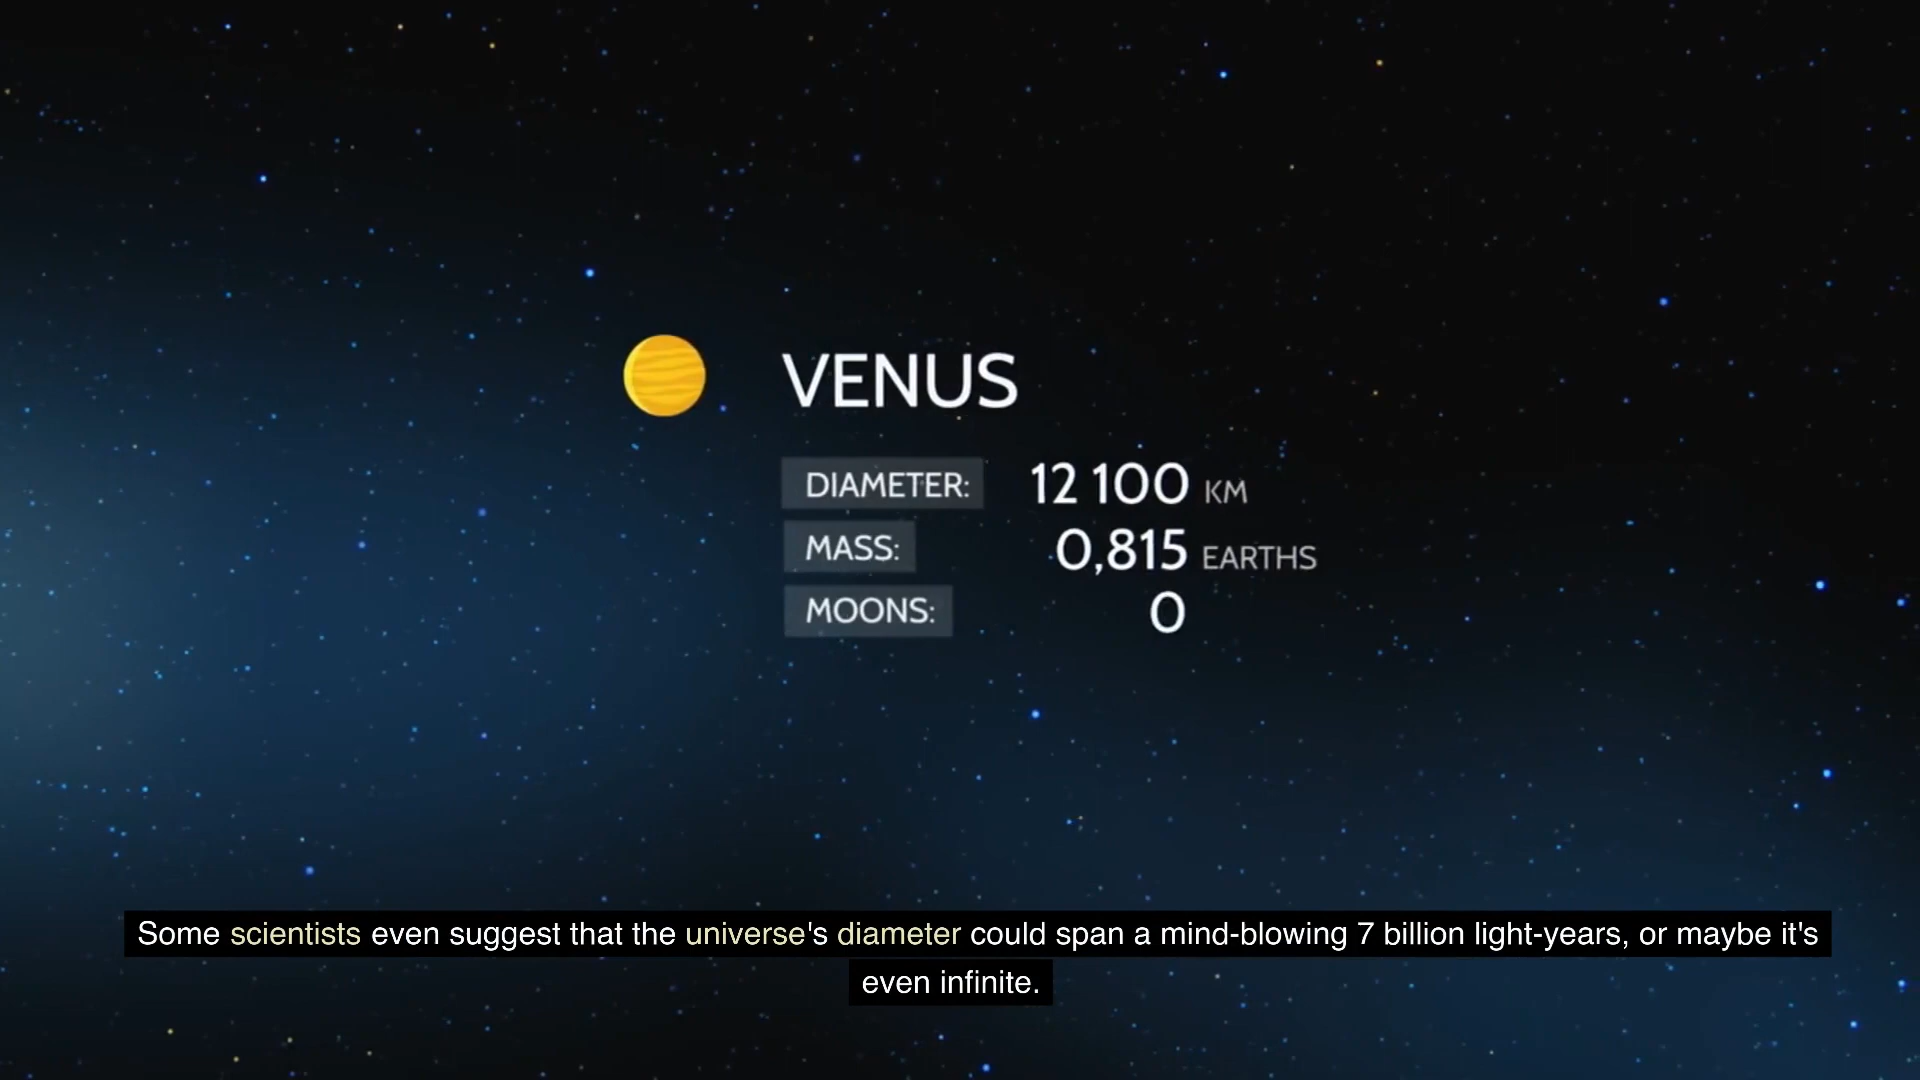 VENUS
DIAMETER: 12 100 KM
MASS: 0,815 EARTHS
MOONS: 0
Some scientists even suggest that the universe's diameter could span a mind-blowing 7 billion light-years, or maybe it's
even infinite.